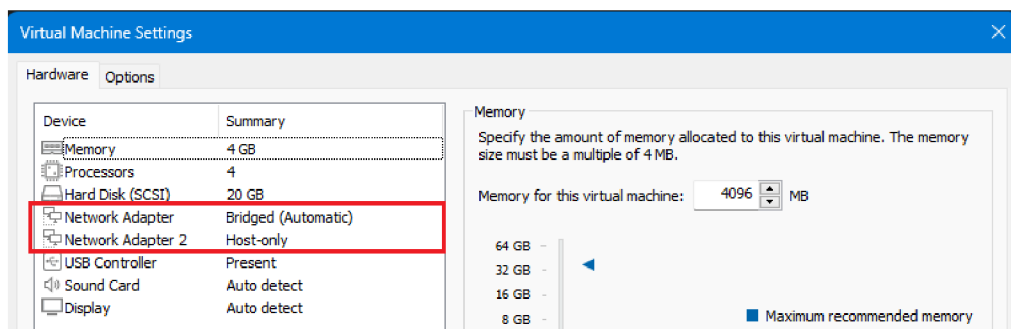 Virtual Machine Settings
Hardware Options
Device Summary
Memory 4 GB
Processors 4
Hard Disk (SCSI) 20 GB
Network Adapter Bridged (Automatic)
Network Adapter 2 Host-only
USB Controller Present
Sound Card Auto detect
Display Auto detect
Memory
Specify the amount of memory allocated to this virtual machine. The memory
size must be a multiple of 4 MB.
Memory for this virtual machine: 4096 MB
64 GB
32 GB
16 GB
8 GB
Maximum recommended memory